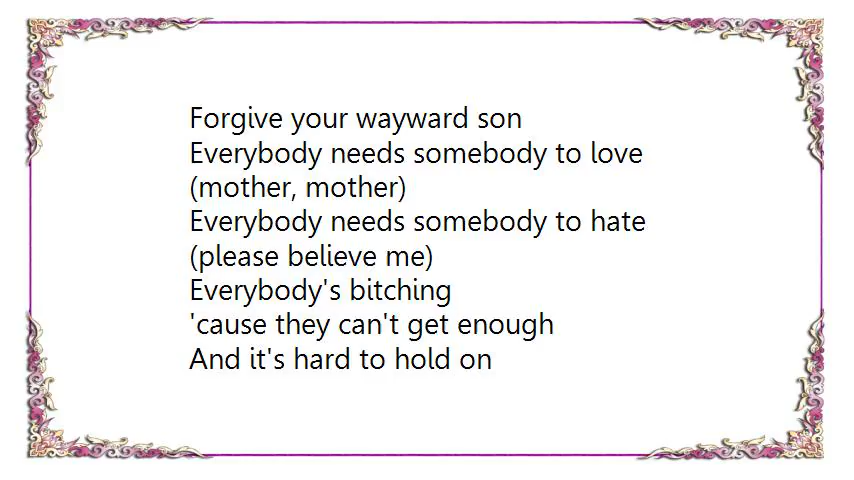 Forgive your wayward son
Everybody needs somebody to love
(mother, mother)
Everybody needs somebody to hate
(please believe me)
Everybody's bitching
'cause they can't get enough
And it's hard to hold on